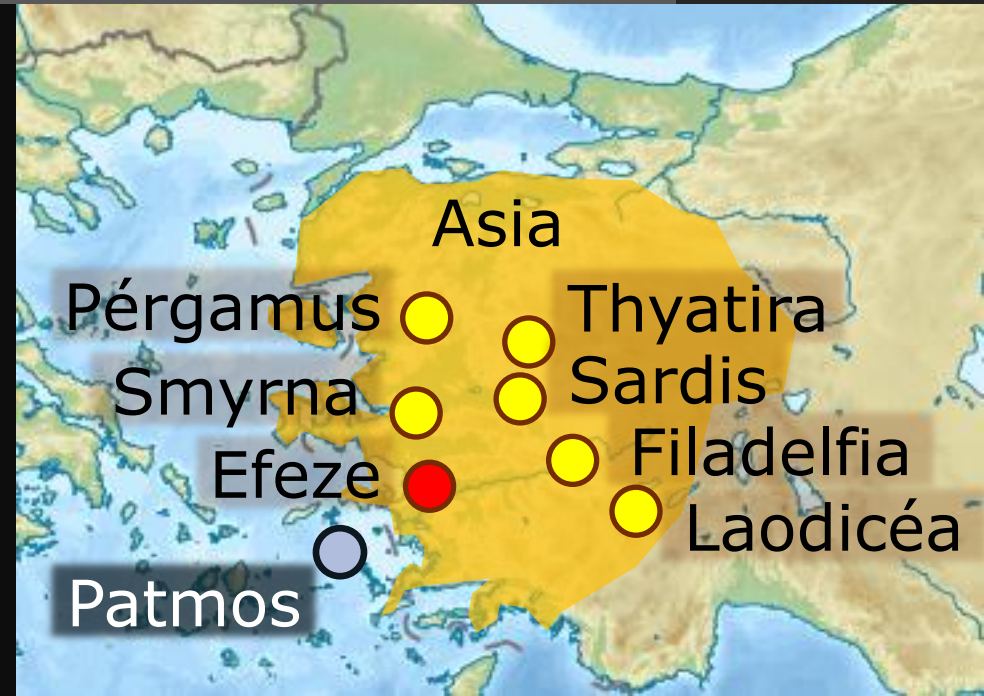 Asia
Pérgamus
Thyatira
Smyrna
Sardis
Efeze
Filadelfia
Laodicéa
Patmos